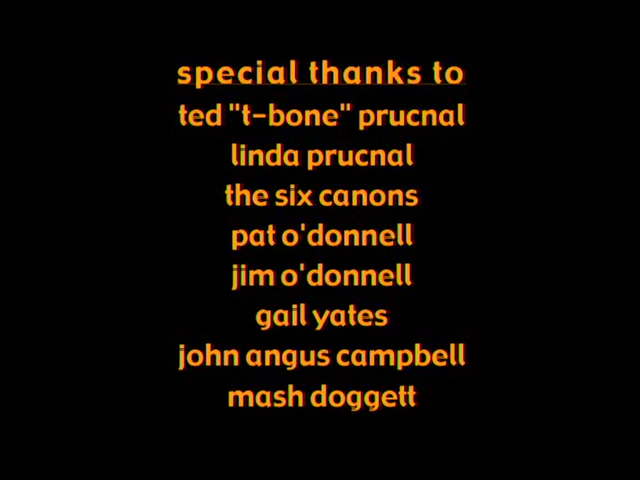 special thanks to
ted "t-bone" prucnal
linda prucnal
the six canons
pat o'donnell
jim o'donnell
gail yates
john angus campbell
mash doggett